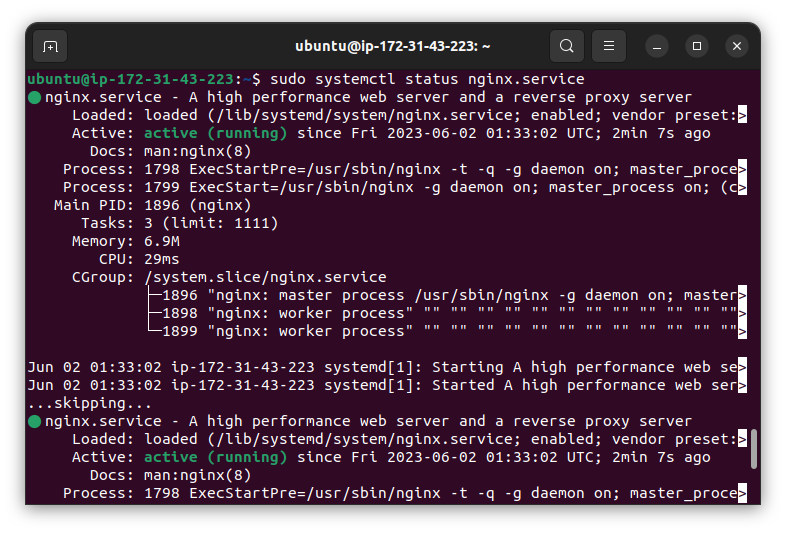 ubuntu@ip-172-31-43-223: ~
ubuntu@ip-172-31-43-223:~$ sudo systemctl status nginx.service
● nginx.service - A high performance web server and a reverse proxy server
     Loaded: loaded (/lib/systemd/system/nginx.service; enabled; vendor preset:>
     Active: active (running) since Fri 2023-06-02 01:33:02 UTC; 2min 7s ago
       Docs: man:nginx(8)
    Process: 1798 ExecStartPre=/usr/sbin/nginx -t -q -g daemon on; master_proce>
    Process: 1799 ExecStart=/usr/sbin/nginx -g daemon on; master_process on; (c>
   Main PID: 1896 (nginx)
      Tasks: 3 (limit: 1111)
     Memory: 6.9M
        CPU: 29ms
     CGroup: /system.slice/nginx.service
             ├─1896 "nginx: master process /usr/sbin/nginx -g daemon on; master>
             ├─1898 "nginx: worker process" "" "" "" "" "" "" "" "" "" "" "" "">
             └─1899 "nginx: worker process" "" "" "" "" "" "" "" "" "" "" "" "">
Jun 02 01:33:02 ip-172-31-43-223 systemd[1]: Starting A high performance web se>
Jun 02 01:33:02 ip-172-31-43-223 systemd[1]: Started A high performance web ser>
...skipping...
● nginx.service - A high performance web server and a reverse proxy server
     Loaded: loaded (/lib/systemd/system/nginx.service; enabled; vendor preset:>
     Active: active (running) since Fri 2023-06-02 01:33:02 UTC; 2min 7s ago
       Docs: man:nginx(8)
    Process: 1798 ExecStartPre=/usr/sbin/nginx -t -q -g daemon on; master_proce>